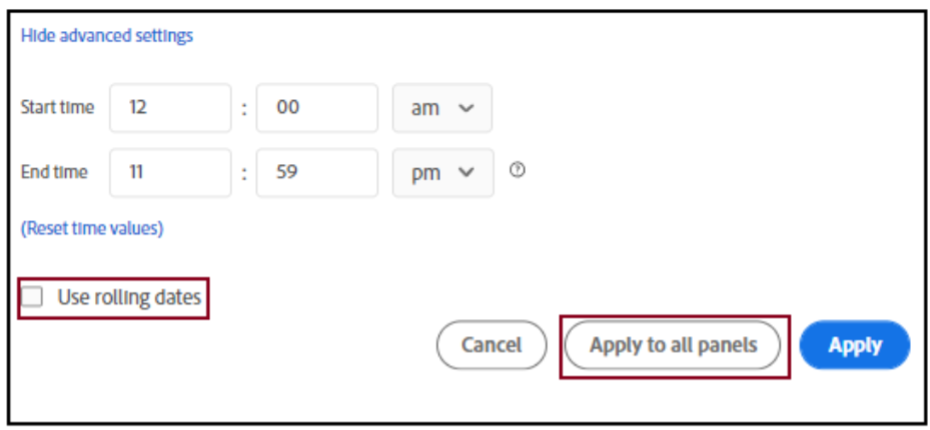 Hide advanced settings
Start time 12 : 00 am
End time 11 : 59 pm ?
(Reset time values)
Use rolling dates
Cancel Apply to all panels Apply